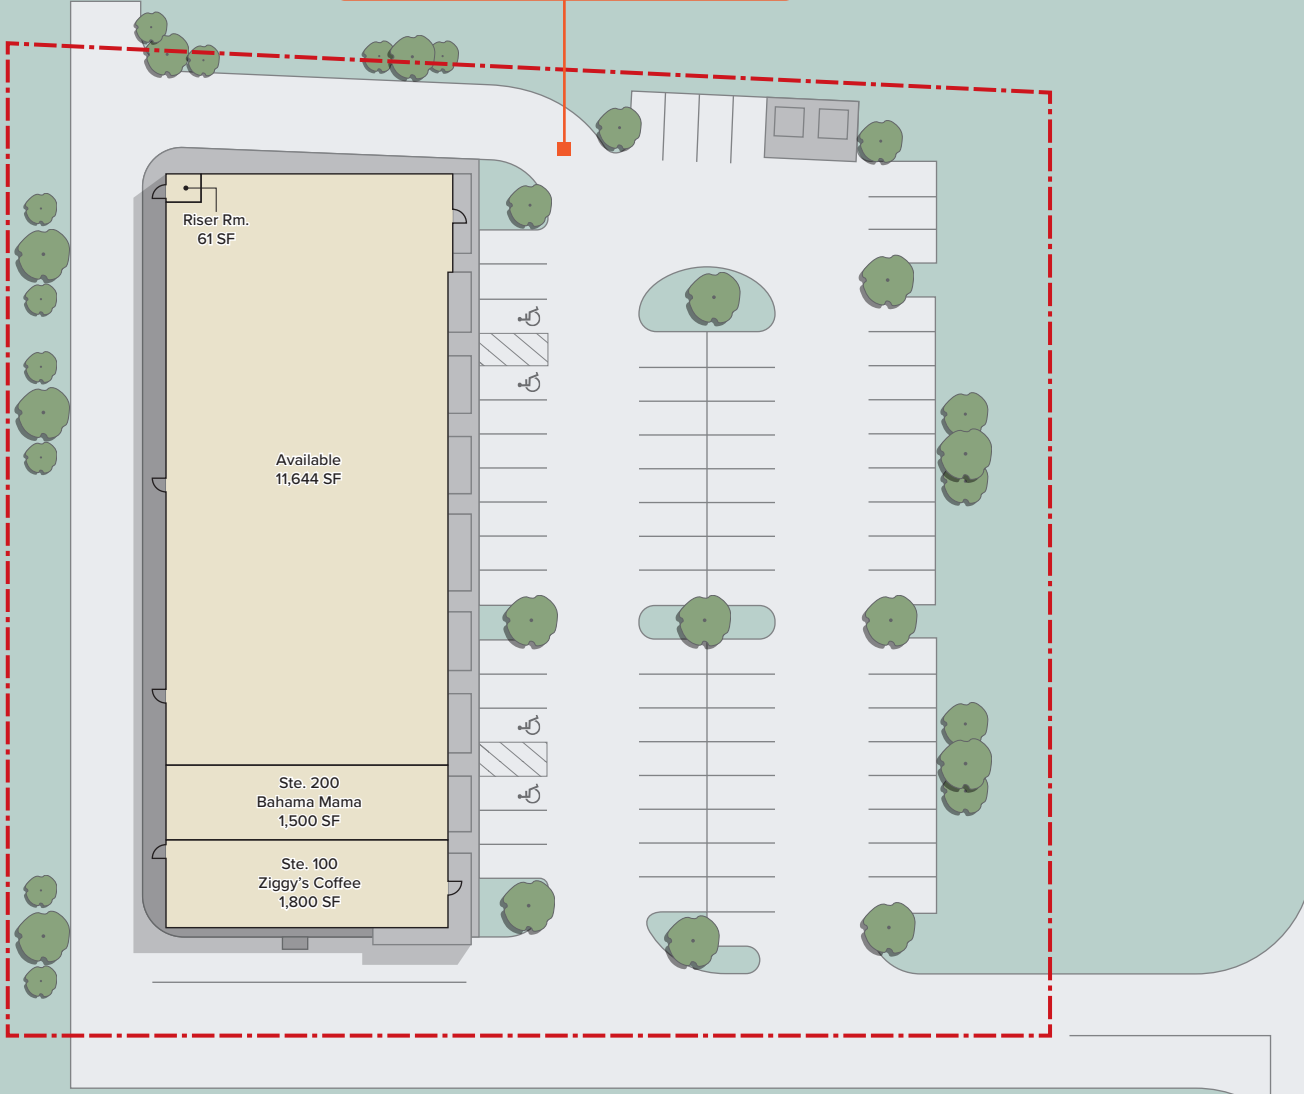 Riser Rm.
61 SF
Available
11,644 SF
Ste. 200
Bahama Mama
1,500 SF
Ste. 100
Ziggy's Coffee
1,800 SF